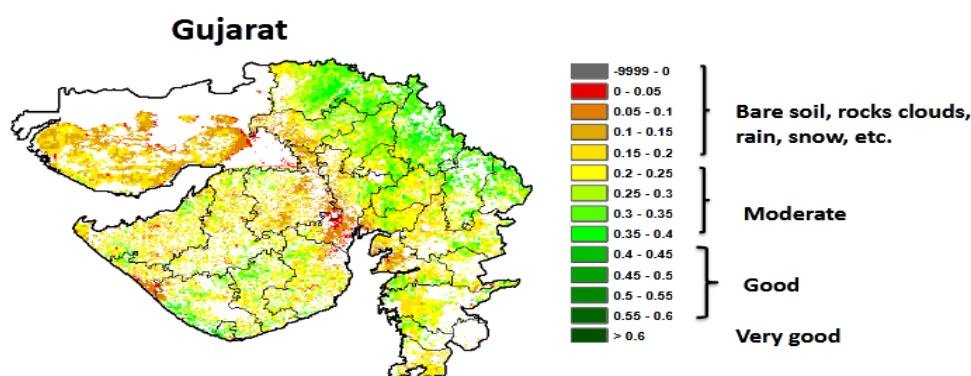 Gujarat
-9999 - 0
0 - 0.05
0.05 - 0.1
0.1 - 0.15
0.15 - 0.2
0.2 - 0.25
0.25 - 0.3
0.3 - 0.35
0.35 - 0.4
0.4 - 0.45
0.45 - 0.5
0.5 - 0.55
0.55 - 0.6
> 0.6
Bare soil, rocks clouds,
rain, snow, etc.
Moderate
Good
Very good